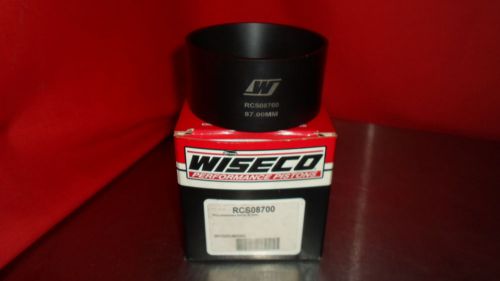 RCS08700
87.00MM
WISECO
PERFORMANCE PISTONS
RCS08700